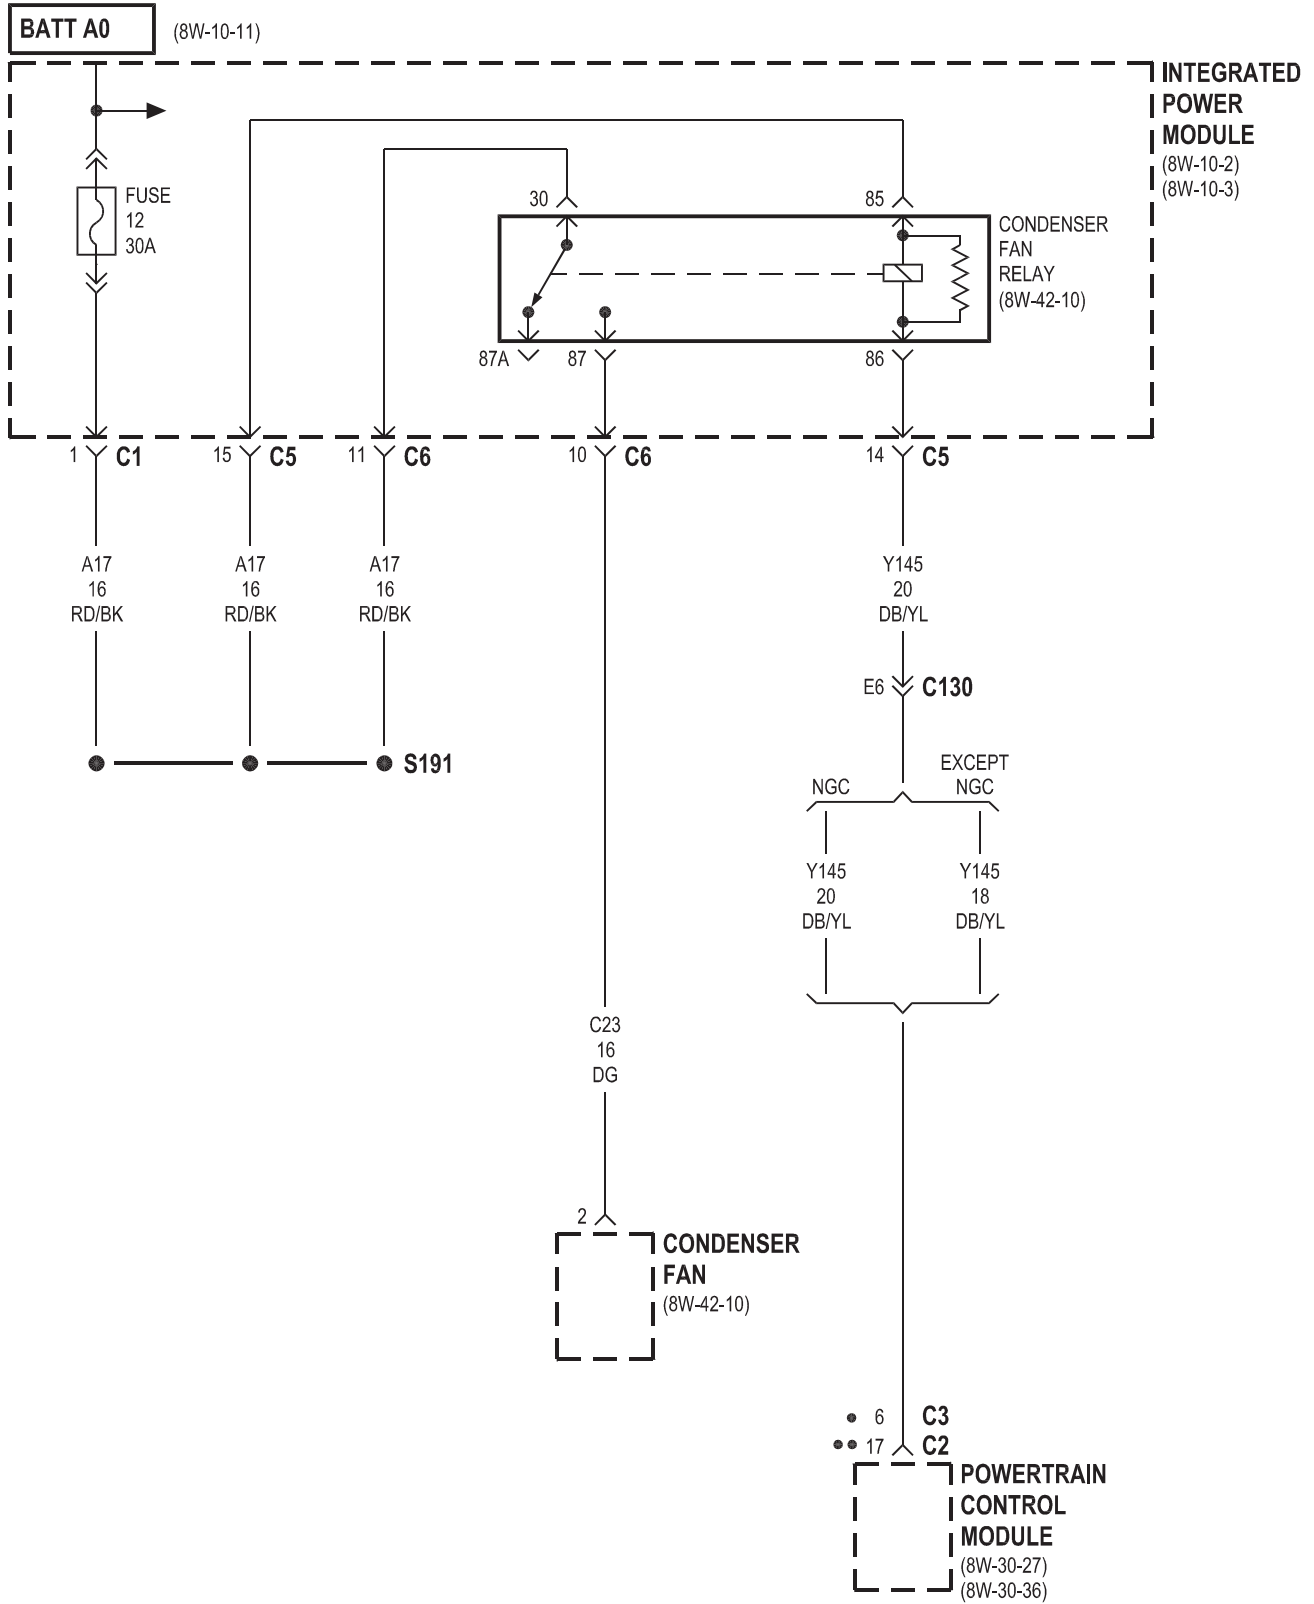 BATT A0
(8W-10-11)
INTEGRATED
POWER
MODULE
(8W-10-2)
(8W-10-3)
FUSE
12
30A
30
85
CONDENSER
FAN
RELAY
(8W-42-10)
87A
87
86
1
C1
15
C5
11
C6
10
C6
14
C5
A17
16
RD/BK
A17
16
RD/BK
A17
16
RD/BK
Y145
20
DB/YL
E6
C130
S191
NGC
EXCEPT
NGC
Y145
20
DB/YL
Y145
18
DB/YL
C23
16
DG
2
CONDENSER
FAN
(8W-42-10)
6
C3
17
C2
POWERTRAIN
CONTROL
MODULE
(8W-30-27)
(8W-30-36)